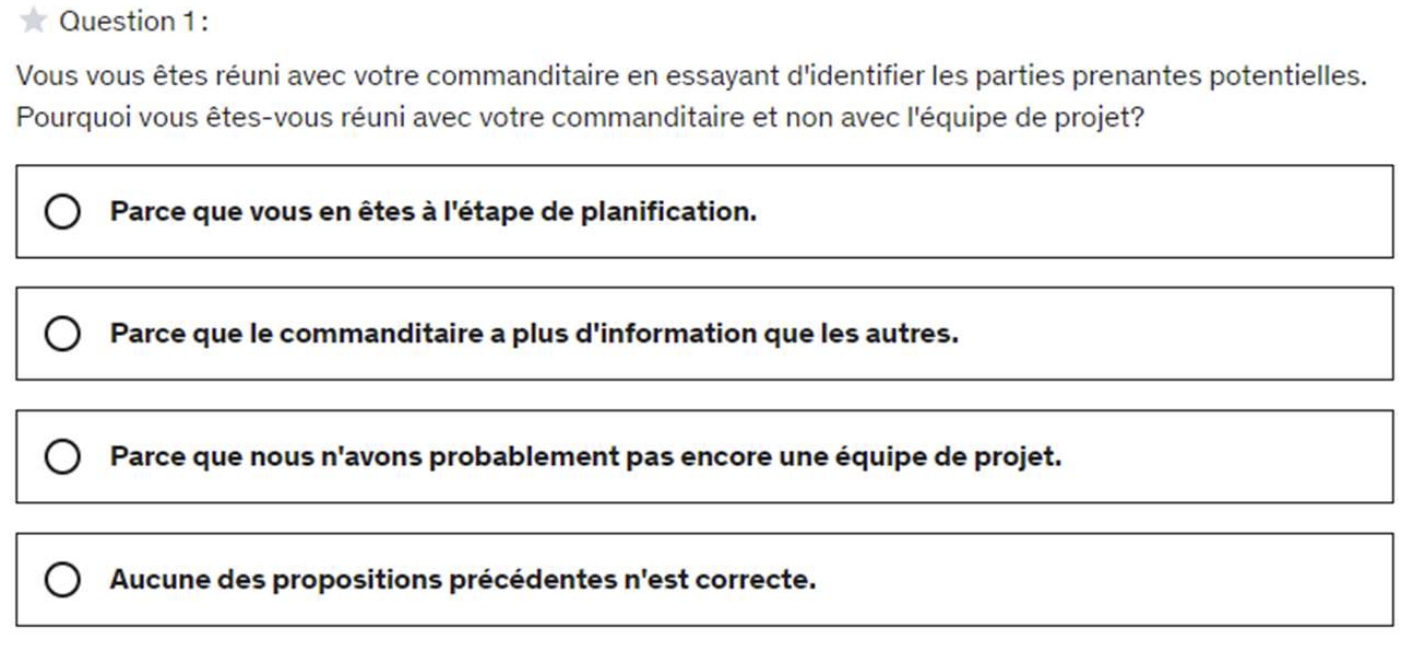 Question 1 :
Vous vous êtes réuni avec votre commanditaire en essayant d'identifier les parties prenantes potentielles.
Pourquoi vous êtes-vous réuni avec votre commanditaire et non avec l'équipe de projet?
Parce que vous en êtes à l'étape de planification.
Parce que le commanditaire a plus d'information que les autres.
Parce que nous n'avons probablement pas encore une équipe de projet.
Aucune des propositions précédentes n'est correcte.